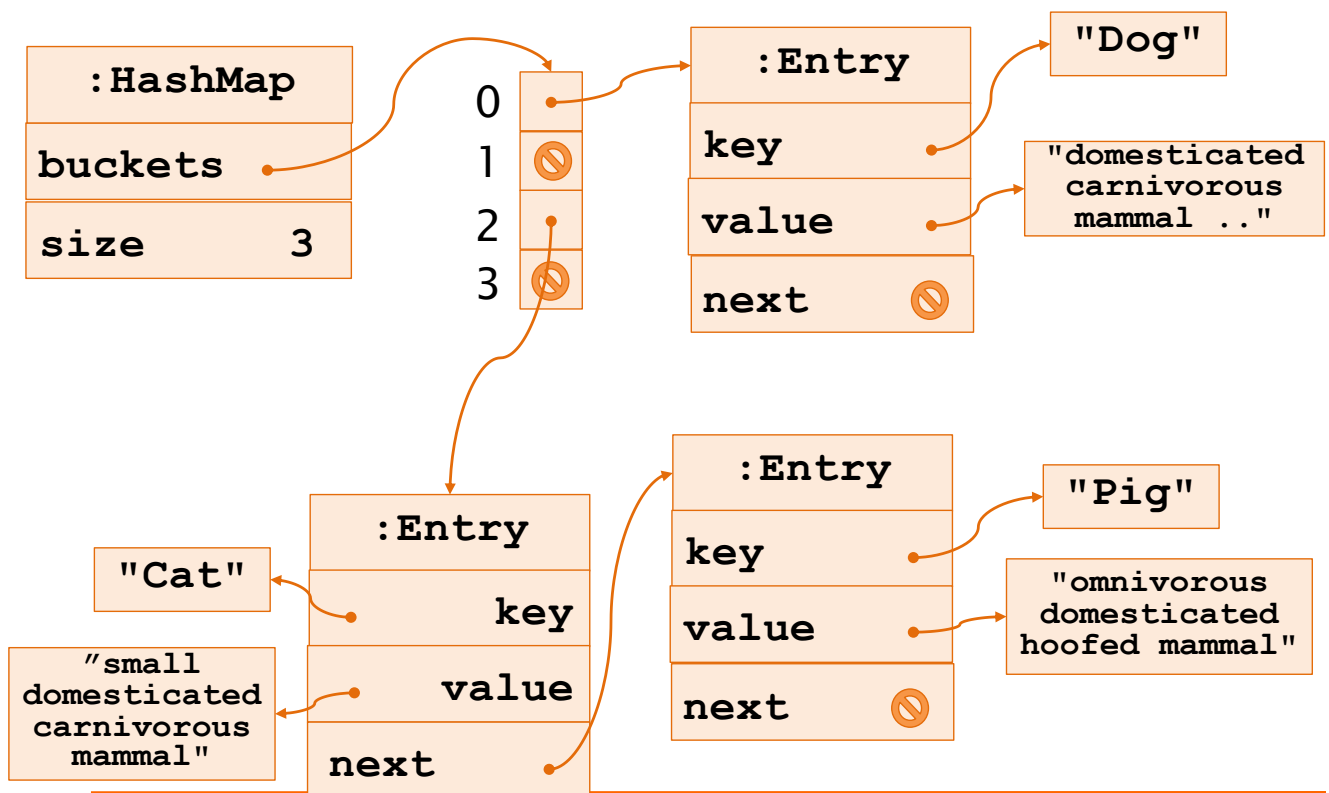 :HashMap
buckets
size 3
0
1
2
3
:Entry
key
value
next
"Dog"
"domesticated
carnivorous
mammal .."
:Entry
key
value
next
"Cat"
"small
domesticated
carnivorous
mammal"
:Entry
key
value
next
"Pig"
"omnivorous
domesticated
hoofed mammal"